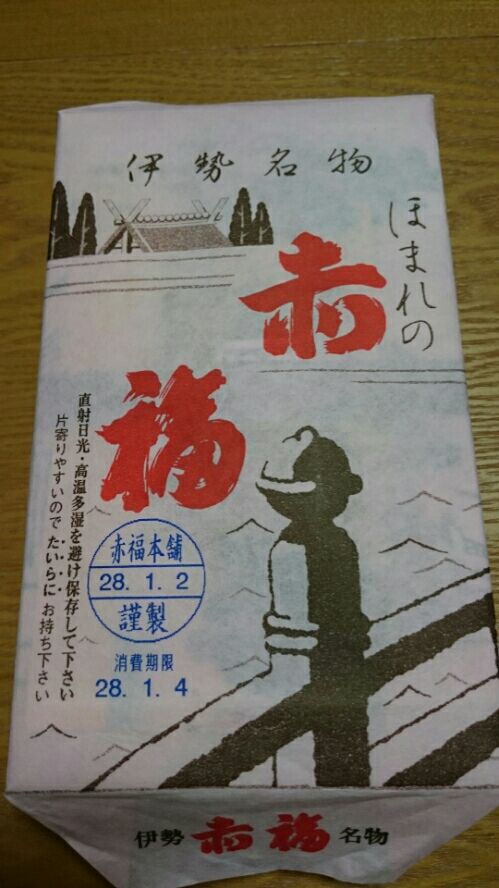 伊勢名物
ほまれの
赤
福
直射日光・高温多湿を避け保存して下さい
片寄りやすいので たいらに お持ち下さい
赤福本舗
28. 1. 2
謹製
消費期限
28. 1. 4
伊勢 赤福 名物